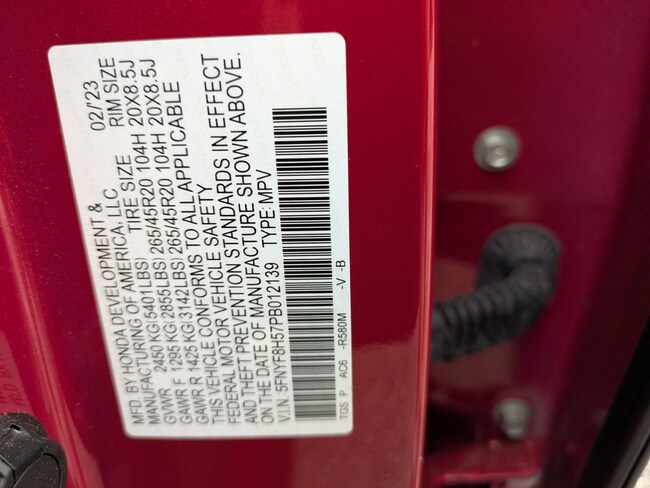 MFD. BY HONDA DEVELOPMENT & 02/'23
MANUFACTURING OF AMERICA, LLC
TIRE SIZE RIM SIZE
GVWR 2450 KG(5401LBS)
GAWR F 1295 KG(2855LBS) 265/45R20 104H 20X8.5J
GAWR R 1425 KG(3142LBS) 265/45R20 104H 20X8.5J
THIS VEHICLE CONFORMS TO ALL APPLICABLE
FEDERAL MOTOR VEHICLE SAFETY
AND THEFT PREVENTION STANDARDS IN EFFECT
ON THE DATE OF MANUFACTURE SHOWN ABOVE.
V.I.N. 5FNYF8H57PB012139 TYPE: MPV
TGS P AC6 -R580M -V -B